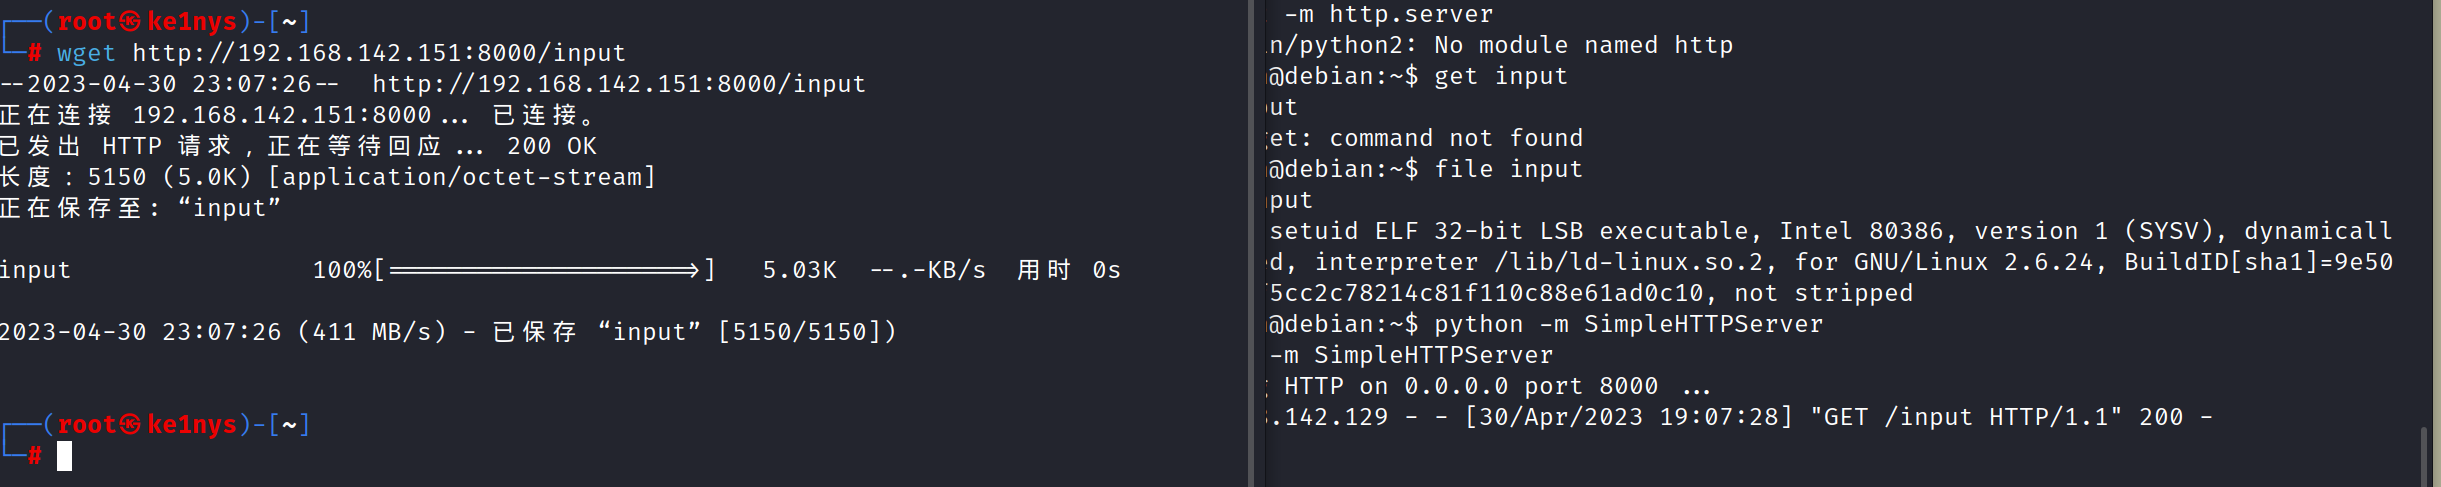 ┌──(root㉿ke1nys)-[~]
└─# wget http://192.168.142.151:8000/input
--2023-04-30 23:07:26--  http://192.168.142.151:8000/input
正在连接 192.168.142.151:8000... 已连接。
已发出 HTTP 请求，正在等待回应... 200 OK
长度：5150 (5.0K) [application/octet-stream]
正在保存至: “input”
input 100%[===================>] 5.03K --.-KB/s 用时 0s
2023-04-30 23:07:26 (411 MB/s) - 已保存 “input” [5150/5150])
┌──(root㉿ke1nys)-[~]
└─#
-m http.server
n/python2: No module named http
@debian:~$ get input
ut
get: command not found
@debian:~$ file input
put
setuid ELF 32-bit LSB executable, Intel 80386, version 1 (SYSV), dynamicall
d, interpreter /lib/ld-linux.so.2, for GNU/Linux 2.6.24, BuildID[sha1]=9e50
f5cc2c78214c81f110c88e61ad0c10, not stripped
@debian:~$ python -m SimpleHTTPServer
-m SimpleHTTPServer
g HTTP on 0.0.0.0 port 8000 ...
.142.129 - - [30/Apr/2023 19:07:28] "GET /input HTTP/1.1" 200 -